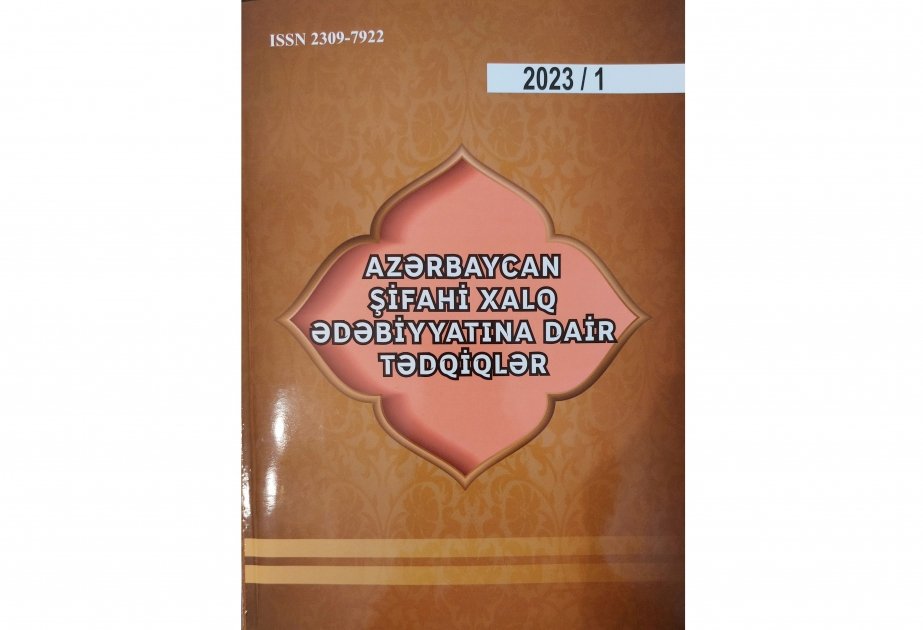 ISSN 2309-7922
2023 / 1
AZƏRBAYCAN
ŞİFAHİ XALQ
ƏDƏBİYYATINA DAİR
TƏDQİQLƏR